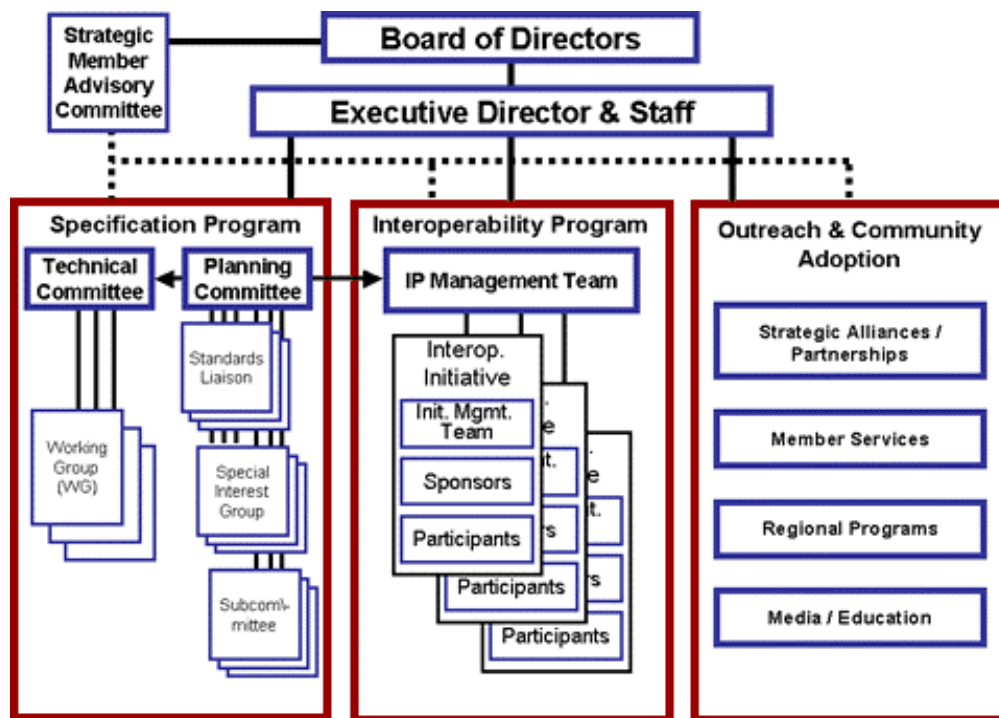 Strategic
Member
Advisory
Committee
Board of Directors
Executive Director & Staff
Specification Program
Technical
Committee
Planning
Committee
Standards
Liaison
Working
Group
(WG)
Special
Interest
Group
Subcom\-
mittee
Interoperability Program
IP Management Team
Interop.
Initiative
Init. Mgmt.
Team
Sponsors
Participants
Participants
Participants
Outreach & Community
Adoption
Strategic Alliances /
Partnerships
Member Services
Regional Programs
Media / Education